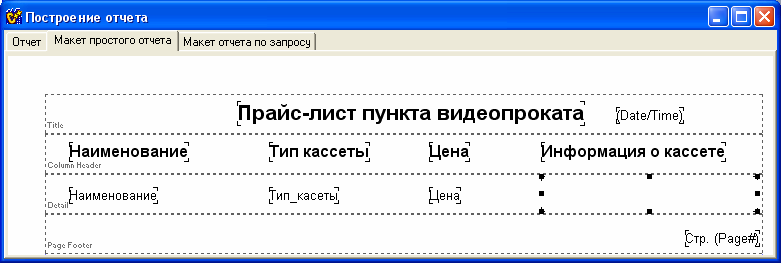 Построение отчета
Отчет Макет простого отчета Макет отчета по запросу
Прайс-лист пункта видеопроката (Date/Time)
Title
Наименование Тип кассеты Цена Информация о кассете
Column Header
Наименование Тип_касеты Цена
Detail
Стр. (Page#)
Page Footer